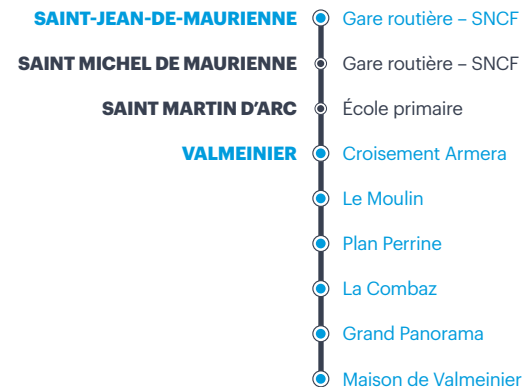 SAINT-JEAN-DE-MAURIENNE Gare routière – SNCF
SAINT MICHEL DE MAURIENNE Gare routière – SNCF
SAINT MARTIN D'ARC École primaire
VALMEINIER Croisement Armera
Le Moulin
Plan Perrine
La Combaz
Grand Panorama
Maison de Valmeinier